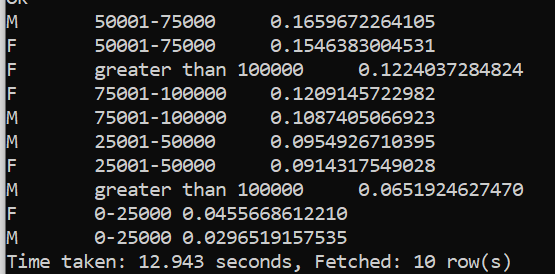 OK
M 50001-75000 0.1659672264105
F 50001-75000 0.1546383004531
F greater than 100000 0.1224037284824
F 75001-100000 0.1209145722982
M 75001-100000 0.1087405066923
M 25001-50000 0.0954926710395
F 25001-50000 0.0914317549028
M greater than 100000 0.0651924627470
F 0-25000 0.0455668612210
M 0-25000 0.0296519157535
Time taken: 12.943 seconds, Fetched: 10 row(s)